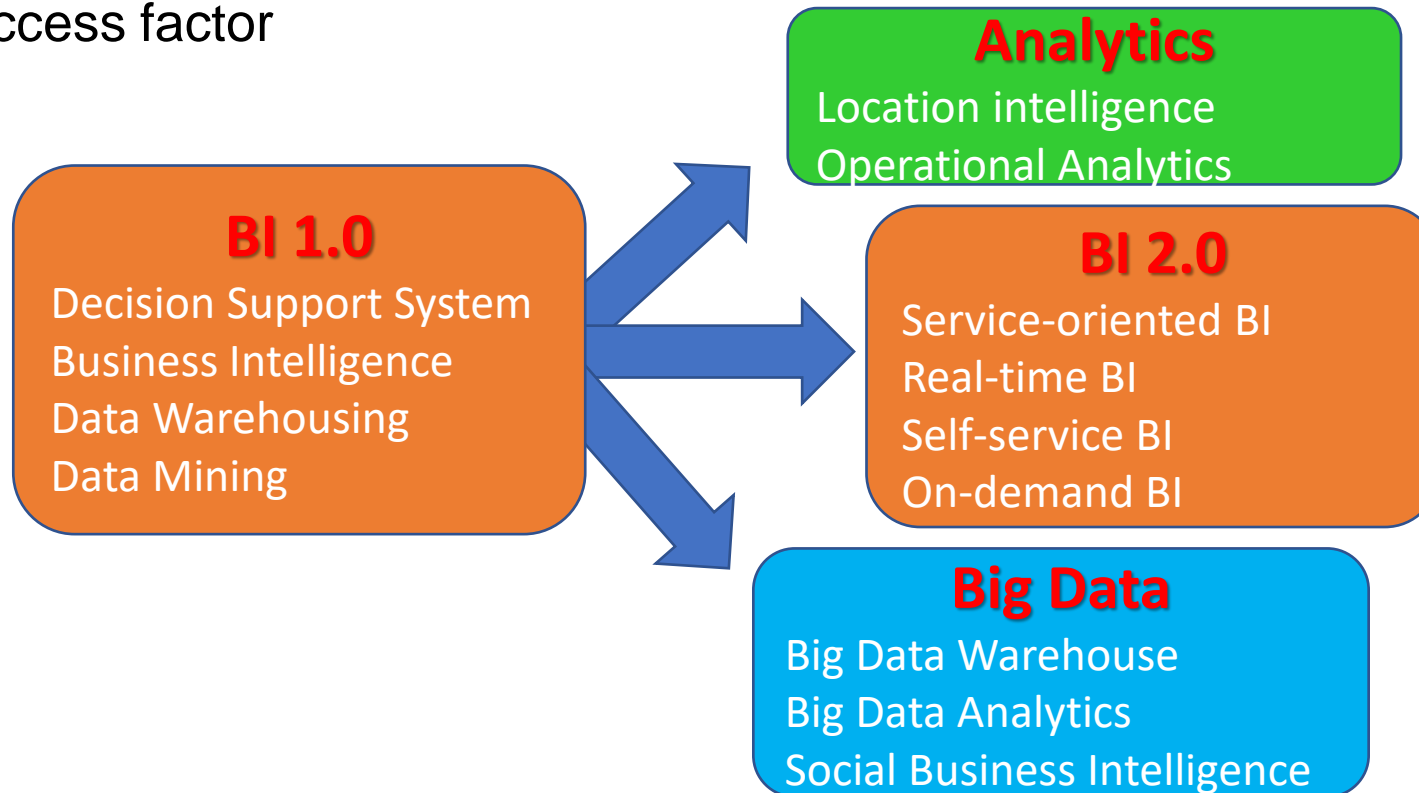 ccess factor
BI 1.0
Decision Support System
Business Intelligence
Data Warehousing
Data Mining
Analytics
Location intelligence
Operational Analytics
BI 2.0
Service-oriented BI
Real-time BI
Self-service BI
On-demand BI
Big Data
Big Data Warehouse
Big Data Analytics
Social Business Intelligence